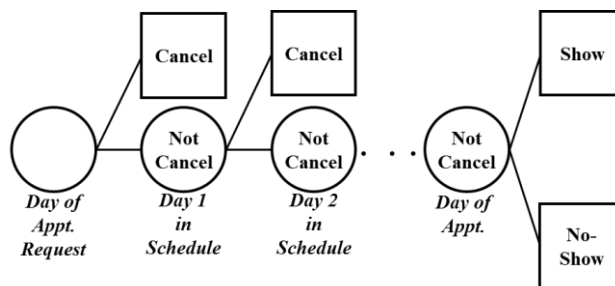 Cancel
Cancel
Show
Not
Cancel
Not
Cancel
. . .
Not
Cancel
Day of
Appt.
Request
Day 1
in
Schedule
Day 2
in
Schedule
Day of
Appt.
No-
Show